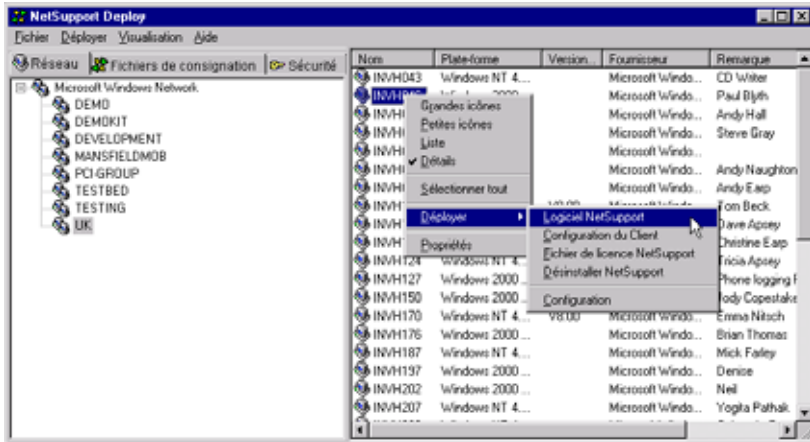 NetSupport Deploy
Fichier Déployer Visualisation Aide
Réseau Fichiers de consignation Sécurité
Microsoft Windows Network
DEMO
DEMOKIT
DEVELOPMENT
MANSFIELDMOB
PCI-GROUP
TESTBED
TESTING
UK
Nom Plate-forme Version... Fournisseur Remarque
INVH043 Windows NT 4... Microsoft Windo... CD Writer
Microsoft Windo... Paul Blyth
Microsoft Windo... Andy Hall
Microsoft Windo... Steve Gray
Microsoft Windo...
Microsoft Windo... Andy Naughton
Microsoft Windo... Andy Earp
Tom Beck
Dave Apsey
Christine Earp
INVH124 Windows NT 4... Tricia Apsey
INVH127 Windows 2000 ... Phone logging
INVH150 Windows 2000 ... Jody Copestake
INVH170 Windows NT 4... V8.00 Microsoft Windo... Emma Nitsch
INVH176 Windows 2000 ... Microsoft Windo... Brian Thomas
INVH187 Windows NT 4... Microsoft Windo... Mick Farley
INVH197 Windows 2000 ... Microsoft Windo... Denise
INVH202 Windows 2000 ... Microsoft Windo... Neil
INVH207 Windows NT 4... Microsoft Windo... Yogita Pathak
Grandes icônes
Petites icônes
Liste
Détails
Sélectionner tout
Déployer
Propriétés
Logiciel NetSupport
Configuration du Client
Fichier de licence NetSupport
Désinstaller NetSupport
Configuration